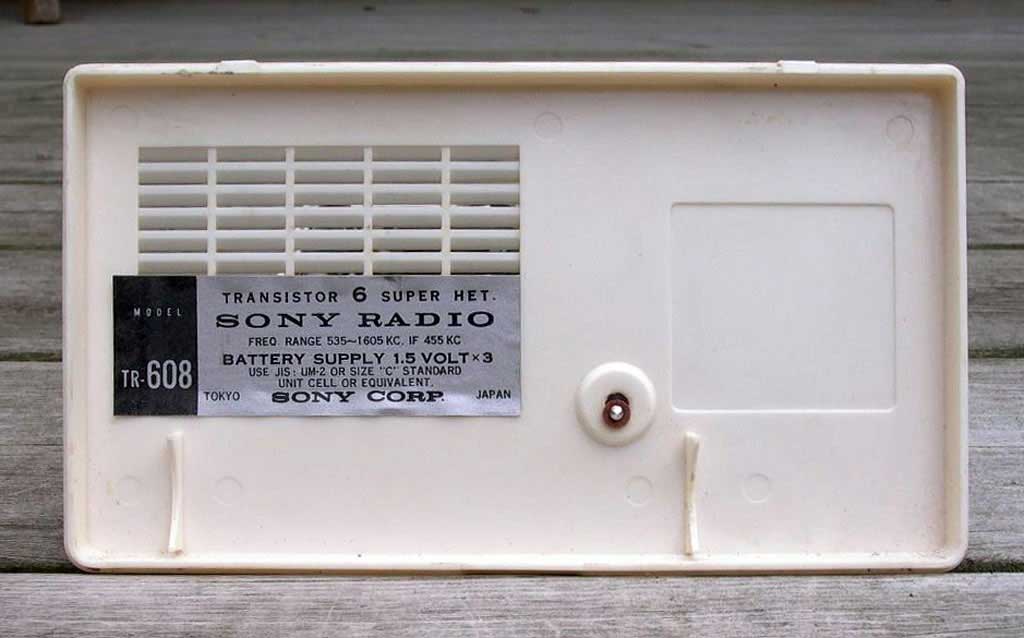 MODEL
TR-608
TRANSISTOR 6 SUPER HET.
SONY RADIO
FREQ. RANGE 535~1605 KC. IF 455 KC
BATTERY SUPPLY 1.5 VOLT×3
USE JIS: UM-2 OR SIZE "C" STANDARD
UNIT CELL OR EQUIVALENT.
TOKYO SONY CORP. JAPAN